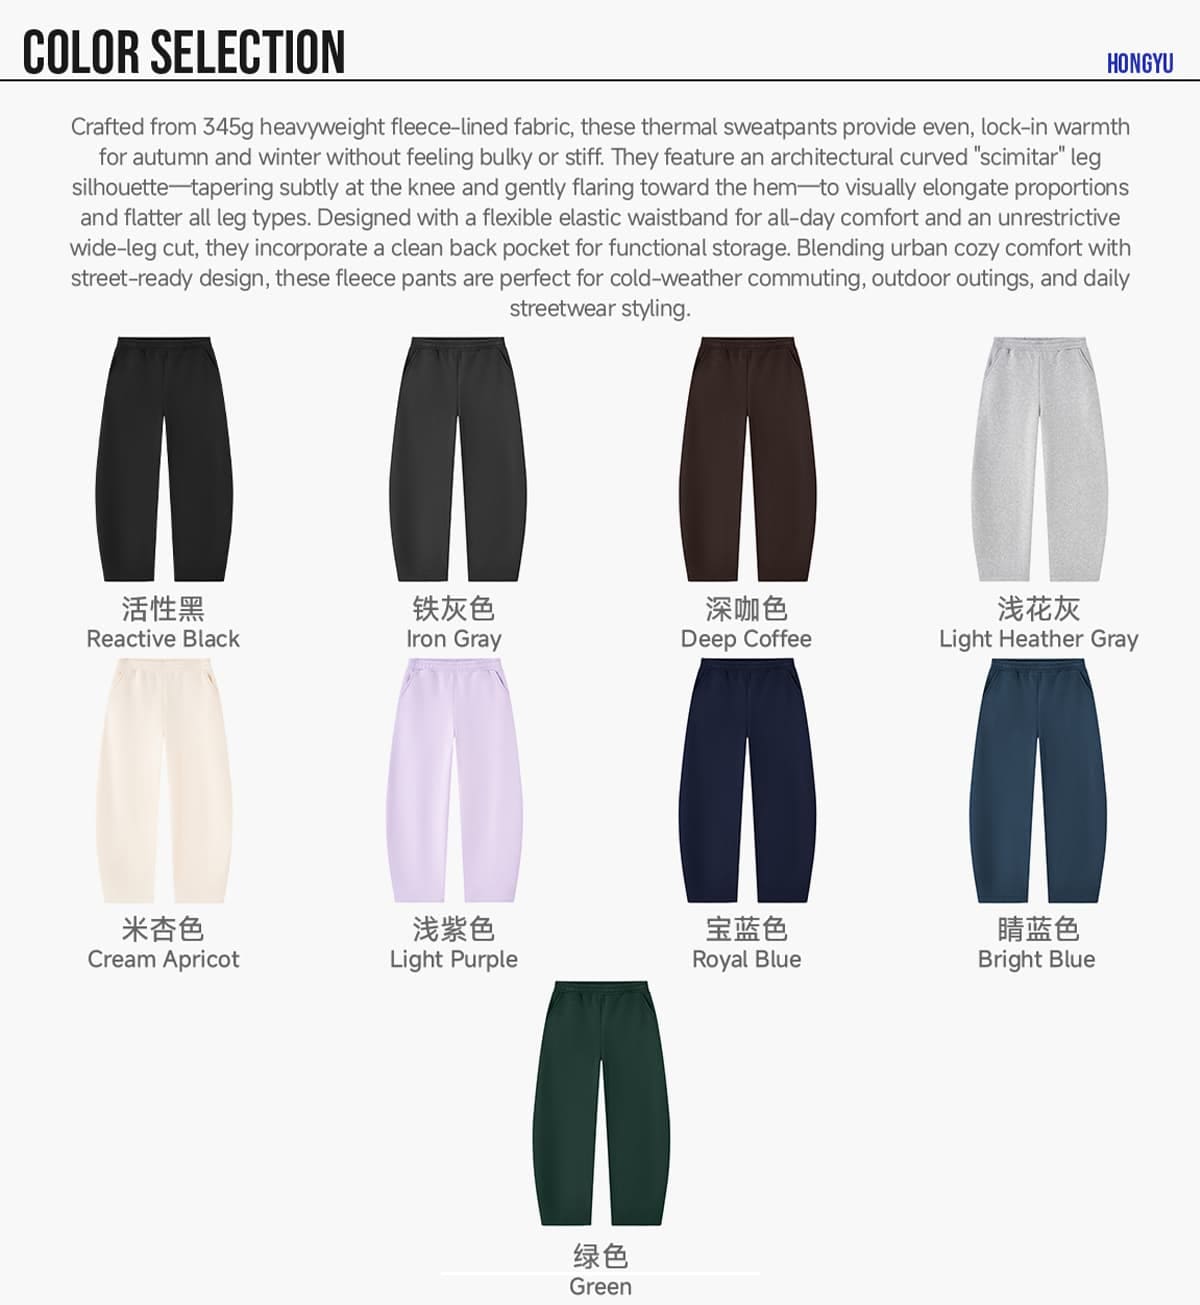 COLOR SELECTION
HONGYU
Crafted from 345g heavyweight fleece-lined fabric, these thermal sweatpants provide even, lock-in warmth
for autumn and winter without feeling bulky or stiff. They feature an architectural curved "scimitar" leg
silhouette—tapering subtly at the knee and gently flaring toward the hem—to visually elongate proportions
and flatter all leg types. Designed with a flexible elastic waistband for all-day comfort and an unrestrictive
wide-leg cut, they incorporate a clean back pocket for functional storage. Blending urban cozy comfort with
street-ready design, these fleece pants are perfect for cold-weather commuting, outdoor outings, and daily
streetwear styling.
活性黑
Reactive Black
铁灰色
Iron Gray
深咖色
Deep Coffee
浅花灰
Light Heather Gray
米杏色
Cream Apricot
浅紫色
Light Purple
宝蓝色
Royal Blue
睛蓝色
Bright Blue
绿色
Green